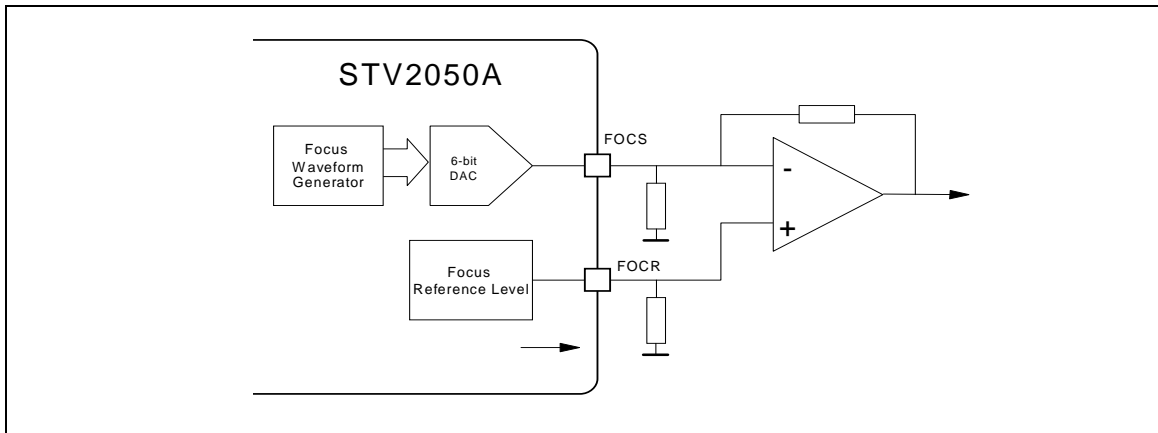 STV2050A
Focus
Waveform
Generator
6-bit
DAC
FOCS
-
+
Focus
Reference Level
FOCR